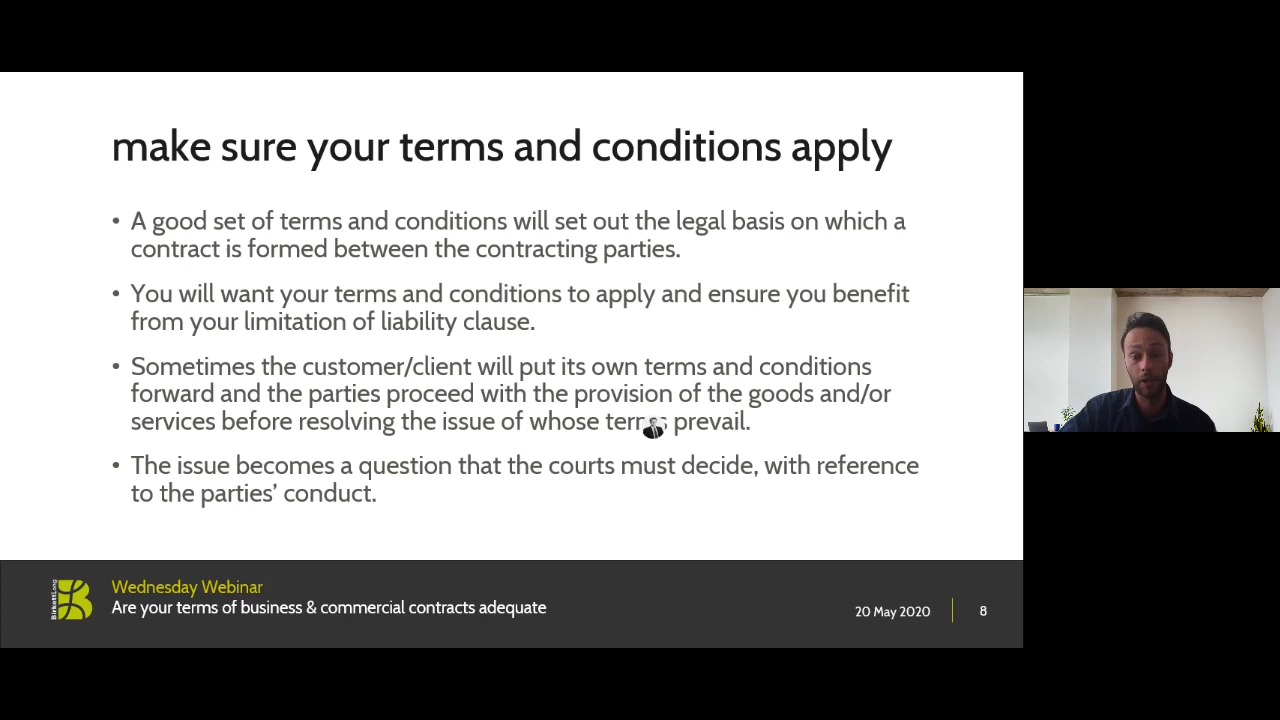 make sure your terms and conditions apply
• A good set of terms and conditions will set out the legal basis on which a
contract is formed between the contracting parties.
• You will want your terms and conditions to apply and ensure you benefit
from your limitation of liability clause.
• Sometimes the customer/client will put its own terms and conditions
forward and the parties proceed with the provision of the goods and/or
services before resolving the issue of whose terms prevail.
• The issue becomes a question that the courts must decide, with reference
to the parties’ conduct.
BirkettLong
Wednesday Webinar
Are your terms of business & commercial contracts adequate
20 May 2020
8